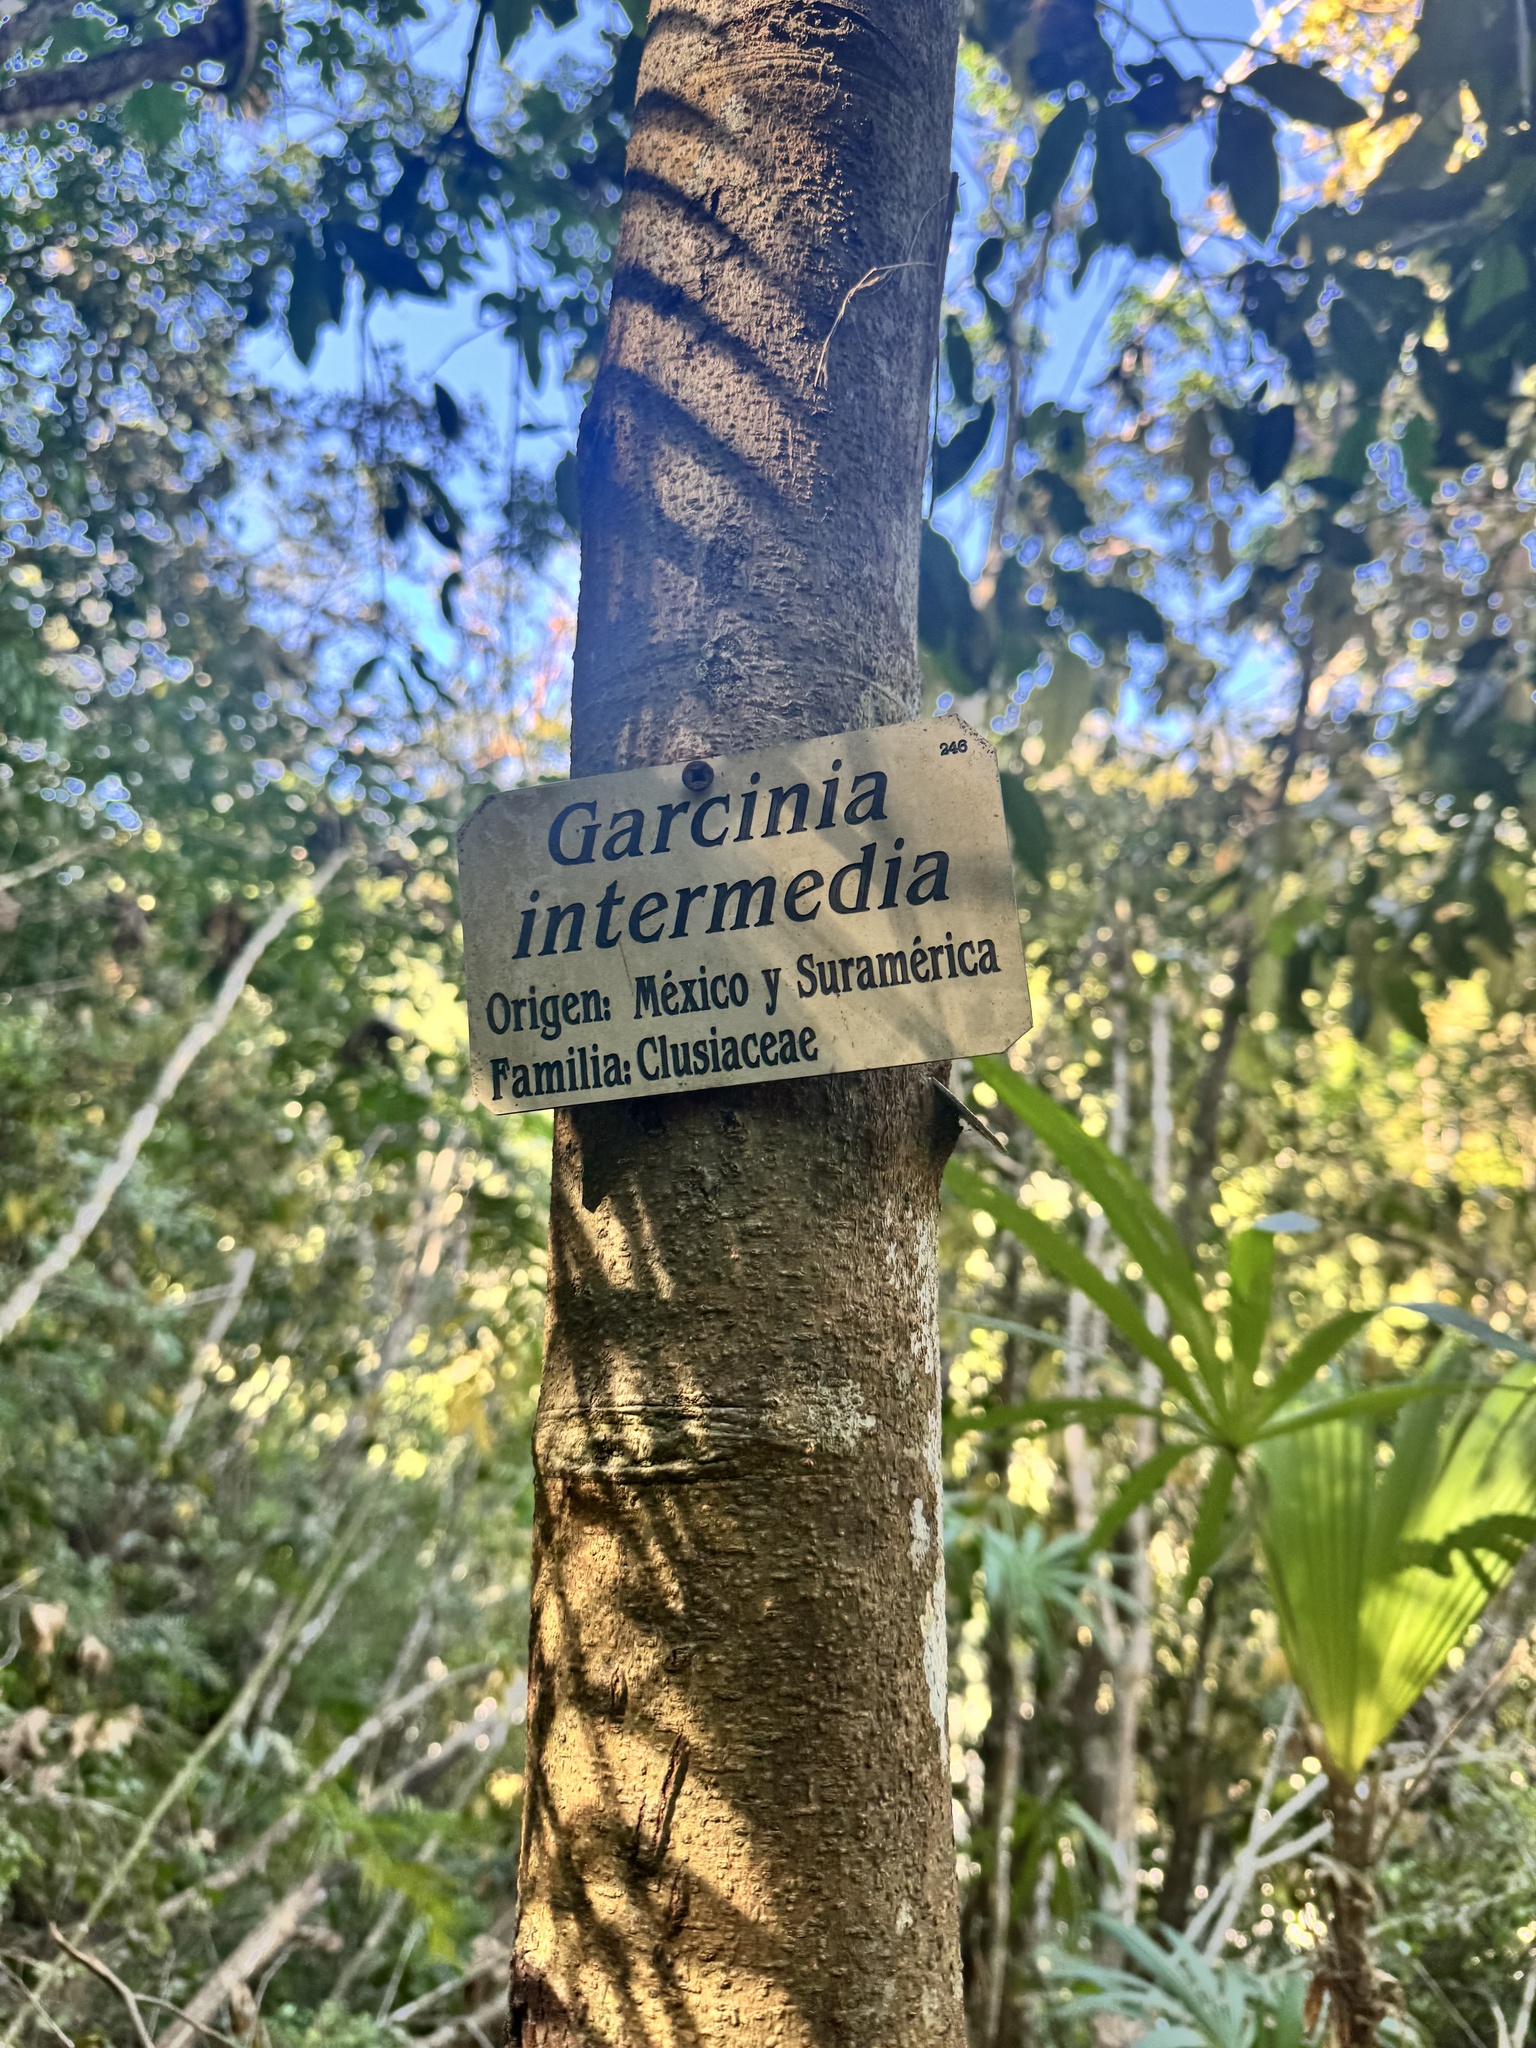 246
Garcinia
intermedia
Origen: México y Suramérica
Familia: Clusiaceae